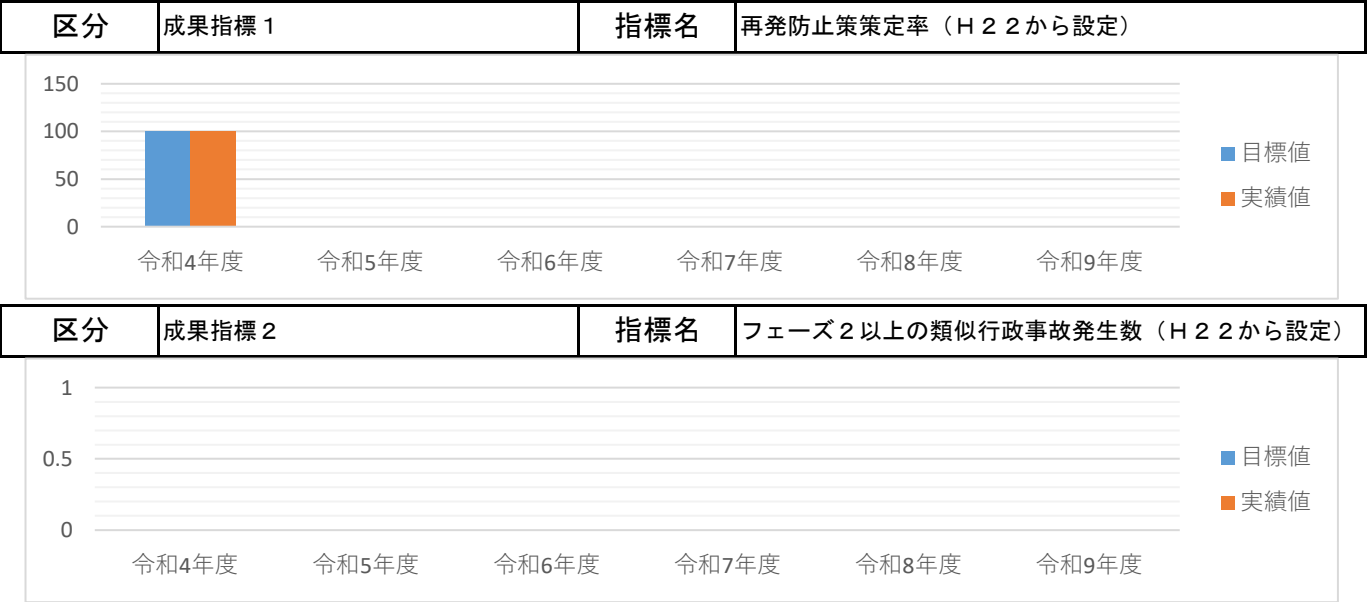 区分 成果指標１ 指標名 再発防止策策定率（Ｈ２２から設定）
150
100
50
0
令和4年度 令和5年度 令和6年度 令和7年度 令和8年度 令和9年度
目標値
実績値
区分 成果指標２ 指標名 フェーズ２以上の類似行政事故発生数（Ｈ２２から設定）
1
0.5
0
令和4年度 令和5年度 令和6年度 令和7年度 令和8年度 令和9年度
目標値
実績値